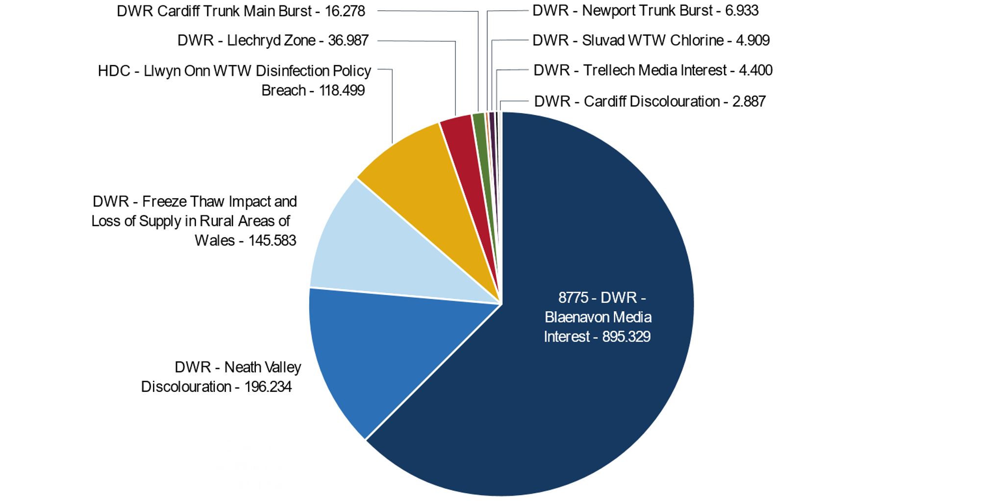 DWR Cardiff Trunk Main Burst - 16.278
DWR - Llechryd Zone - 36.987
HDC - Llwyn Onn WTW Disinfection Policy
Breach - 118.499
DWR - Freeze Thaw Impact and
Loss of Supply in Rural Areas of
Wales - 145.583
DWR - Neath Valley
Discolouration - 196.234
DWR - Newport Trunk Burst - 6.933
DWR - Sluvad WTW Chlorine - 4.909
DWR - Trellech Media Interest - 4.400
DWR - Cardiff Discolouration - 2.887
8775 - DWR -
Blaenavon Media
Interest - 895.329